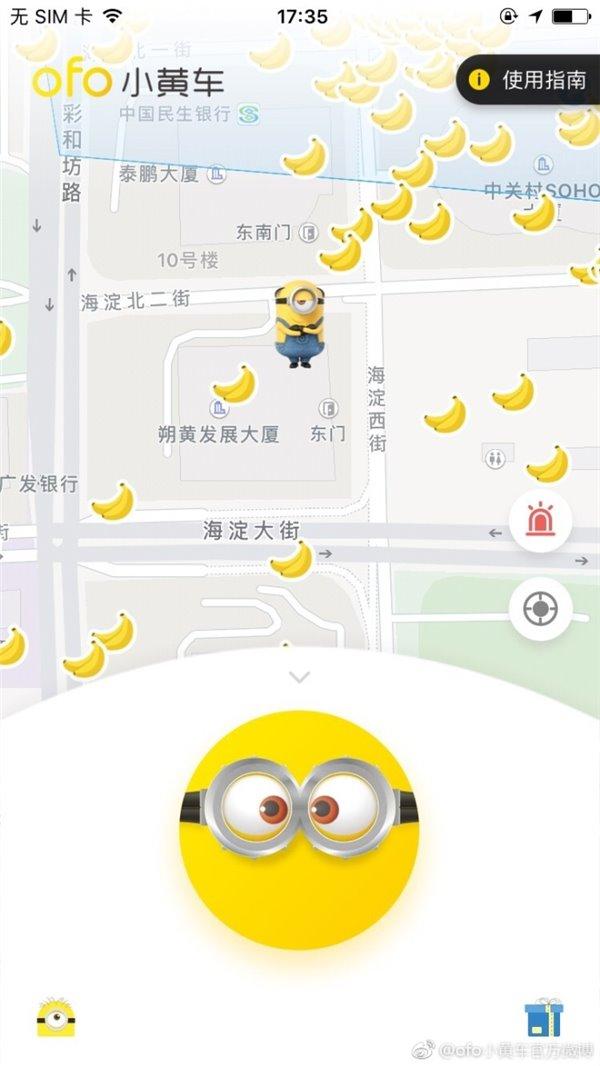 无 SIM 卡
17:35
北一街
ofo 小黄车
使用指南
中国民生银行
彩和坊路
泰鹏大厦
中关村SOHO
东南门
10号楼
海淀北二街
海淀西街
朔黄发展大厦
东门
广发银行
街
海淀大街
@ofo小黄车官方微博